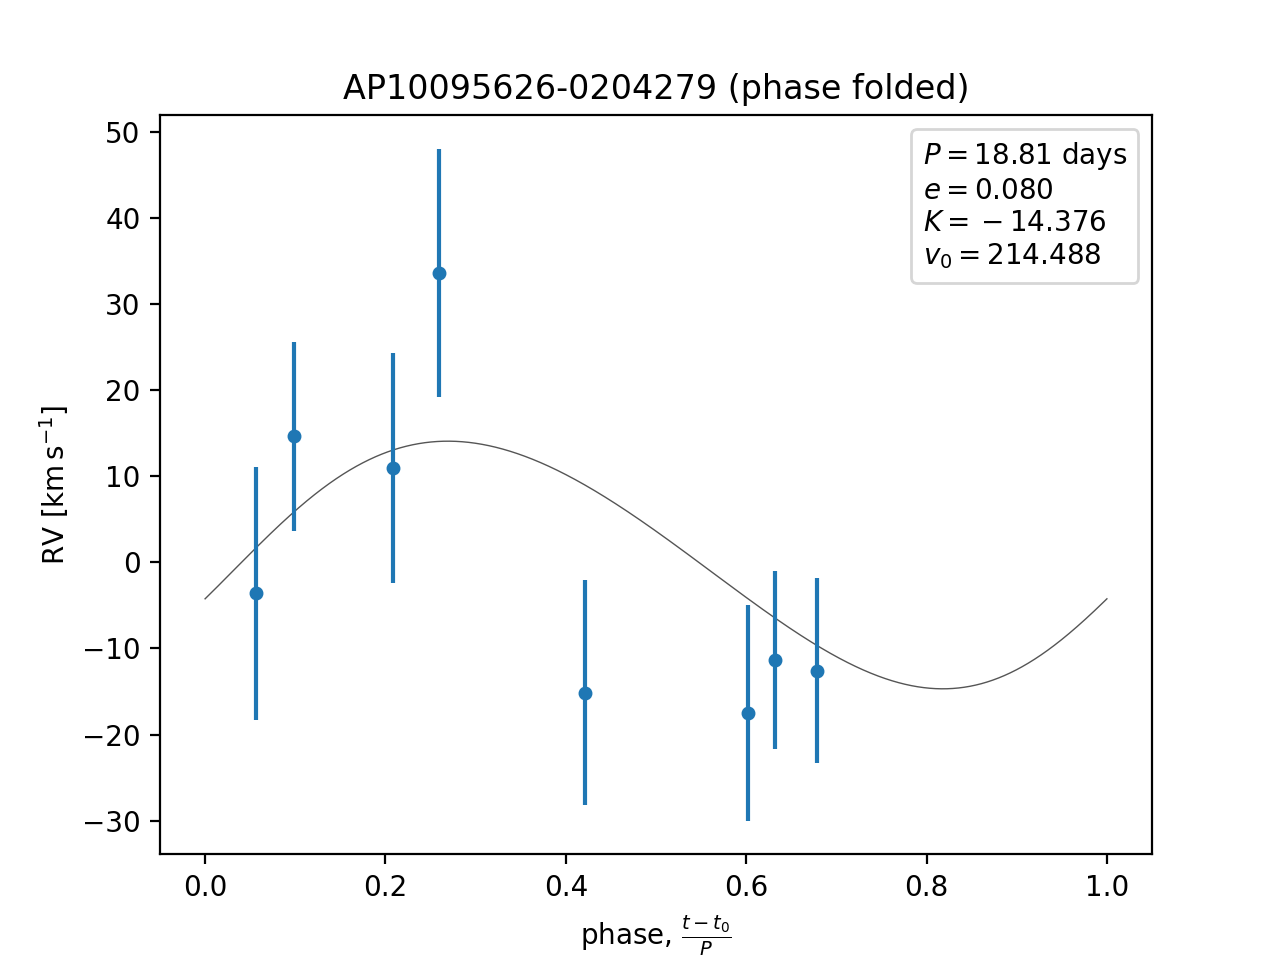 AP10095626-0204279 (phase folded)
P = 18.81 days
e = 0.080
K = −14.376
v₀ = 214.488
RV [km s⁻¹]
50
40
30
20
10
0
−10
−20
−30
0.0 0.2 0.4 0.6 0.8 1.0
phase, (t − t₀)/P